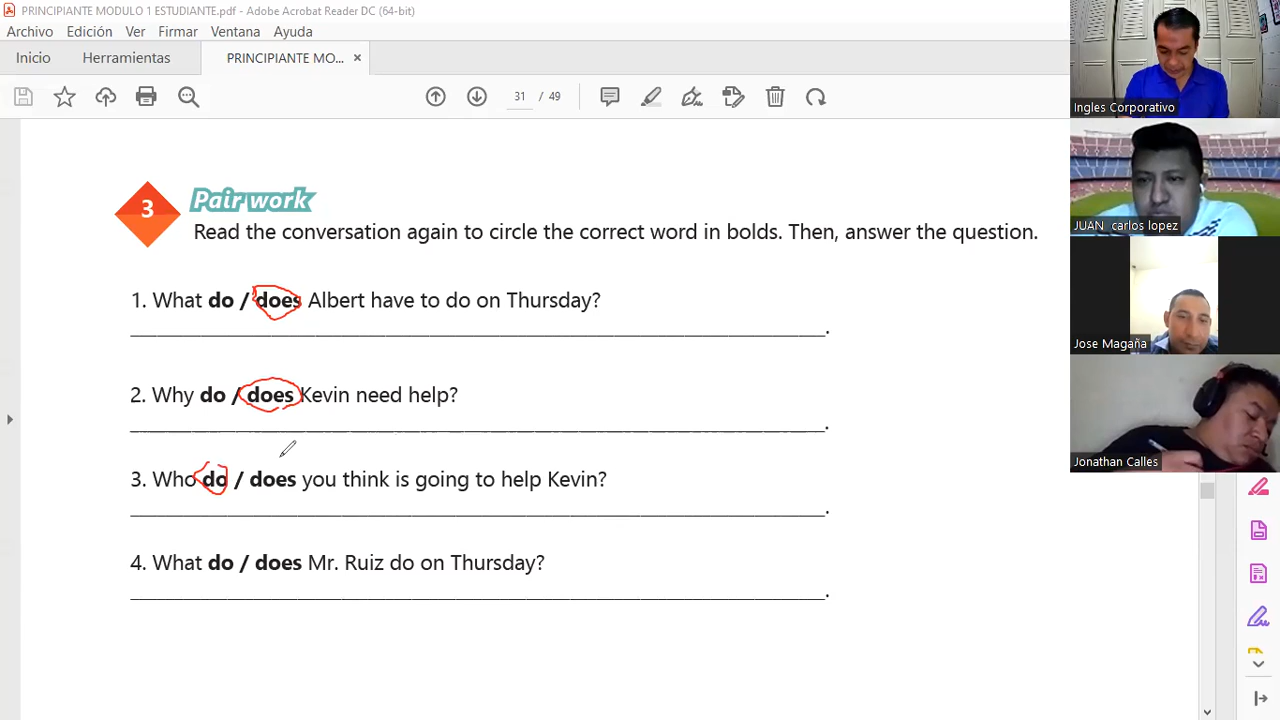 PRINCIPIANTE MODULO 1 ESTUDIANTE.pdf - Adobe Acrobat Reader DC (64-bit)
Archivo Edición Ver Firmar Ventana Ayuda
Inicio Herramientas PRINCIPIANTE MO... ×
31 / 49
Ingles Corporativo
JUAN carlos lopez
Jose Magaña
Jonathan Calles
3 Pair work
Read the conversation again to circle the correct word in bolds. Then, answer the question.
1. What do / does Albert have to do on Thursday?
2. Why do / does Kevin need help?
3. Who do / does you think is going to help Kevin?
4. What do / does Mr. Ruiz do on Thursday?